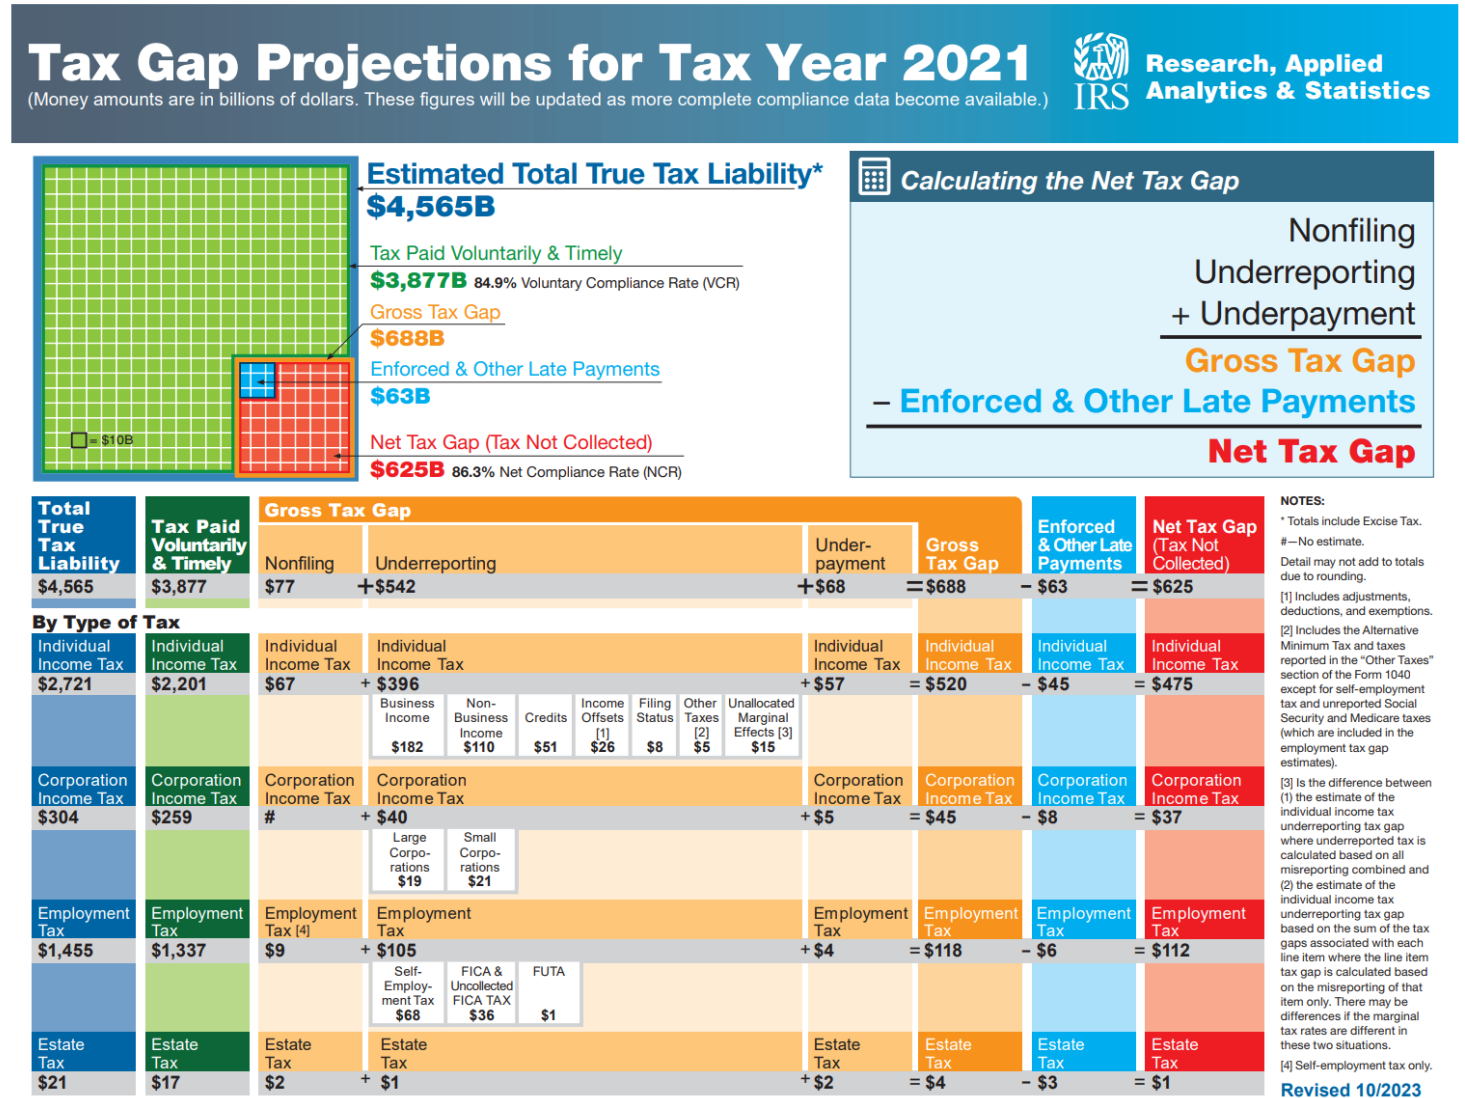 Tax Gap Projections for Tax Year 2021
(Money amounts are in billions of dollars. These figures will be updated as more complete compliance data become available.)
IRS
Research, Applied
Analytics & Statistics
Estimated Total True Tax Liability*
$4,565B
Tax Paid Voluntarily & Timely
$3,877B 84.9% Voluntary Compliance Rate (VCR)
Gross Tax Gap
$688B
Enforced & Other Late Payments
$63B
= $10B
Net Tax Gap (Tax Not Collected)
$625B 86.3% Net Compliance Rate (NCR)
Calculating the Net Tax Gap
Nonfiling
Underreporting
+ Underpayment
Gross Tax Gap
– Enforced & Other Late Payments
Net Tax Gap
Total
True
Tax
Liability
Tax Paid
Voluntarily
& Timely
Gross Tax Gap
Nonfiling
Underreporting
Under-
payment
Gross
Tax Gap
Enforced
& Other Late
Payments
Net Tax Gap
(Tax Not
Collected)
$4,565 $3,877 $77 + $542 + $68 = $688 – $63 = $625
By Type of Tax
Individual
Income Tax
Individual
Income Tax
Individual
Income Tax
Individual
Income Tax
Individual
Income Tax
Individual
Income Tax
Individual
Income Tax
Individual
Income Tax
$2,721 $2,201 $67 + $396 + $57 = $520 – $45 = $475
Business
Income
$182
Non-
Business
Income
$110
Credits
$51
Income
Offsets
[1]
$26
Filing
Status
$8
Other
Taxes
[2]
$5
Unallocated
Marginal
Effects [3]
$15
Corporation
Income Tax
Corporation
Income Tax
Corporation
Income Tax
Corporation
Income Tax
Corporation
Income Tax
Corporation
Income Tax
Corporation
Income Tax
Corporation
Income Tax
$304 $259 # + $40 + $5 = $45 – $8 = $37
Large
Corpo-
rations
$19
Small
Corpo-
rations
$21
Employment
Tax
Employment
Tax
Employment
Tax [4]
Employment
Tax
Employment
Tax
Employment
Tax
Employment
Tax
Employment
Tax
$1,455 $1,337 $9 + $105 + $4 = $118 – $6 = $112
Self-
Employ-
ment Tax
$68
FICA &
Uncollected
FICA TAX
$36
FUTA
$1
Estate
Tax
Estate
Tax
Estate
Tax
Estate
Tax
Estate
Tax
Estate
Tax
Estate
Tax
Estate
Tax
$21 $17 $2 + $1 + $2 = $4 – $3 = $1
NOTES:
* Totals include Excise Tax.
#—No estimate.
Detail may not add to totals
due to rounding.
[1] Includes adjustments,
deductions, and exemptions.
[2] Includes the Alternative
Minimum Tax and taxes
reported in the “Other Taxes”
section of the Form 1040
except for self-employment
tax and unreported Social
Security and Medicare taxes
(which are included in the
employment tax gap
estimates).
[3] Is the difference between
(1) the estimate of the
individual income tax
underreporting tax gap
where underreported tax is
calculated based on all
misreporting combined and
(2) the estimate of the
individual income tax
underreporting tax gap
based on the sum of the tax
gaps associated with each
line item where the line item
tax gap is calculated based
on the misreporting of that
item only. There may be
differences if the marginal
tax rates are different in
these two situations.
[4] Self-employment tax only.
Revised 10/2023